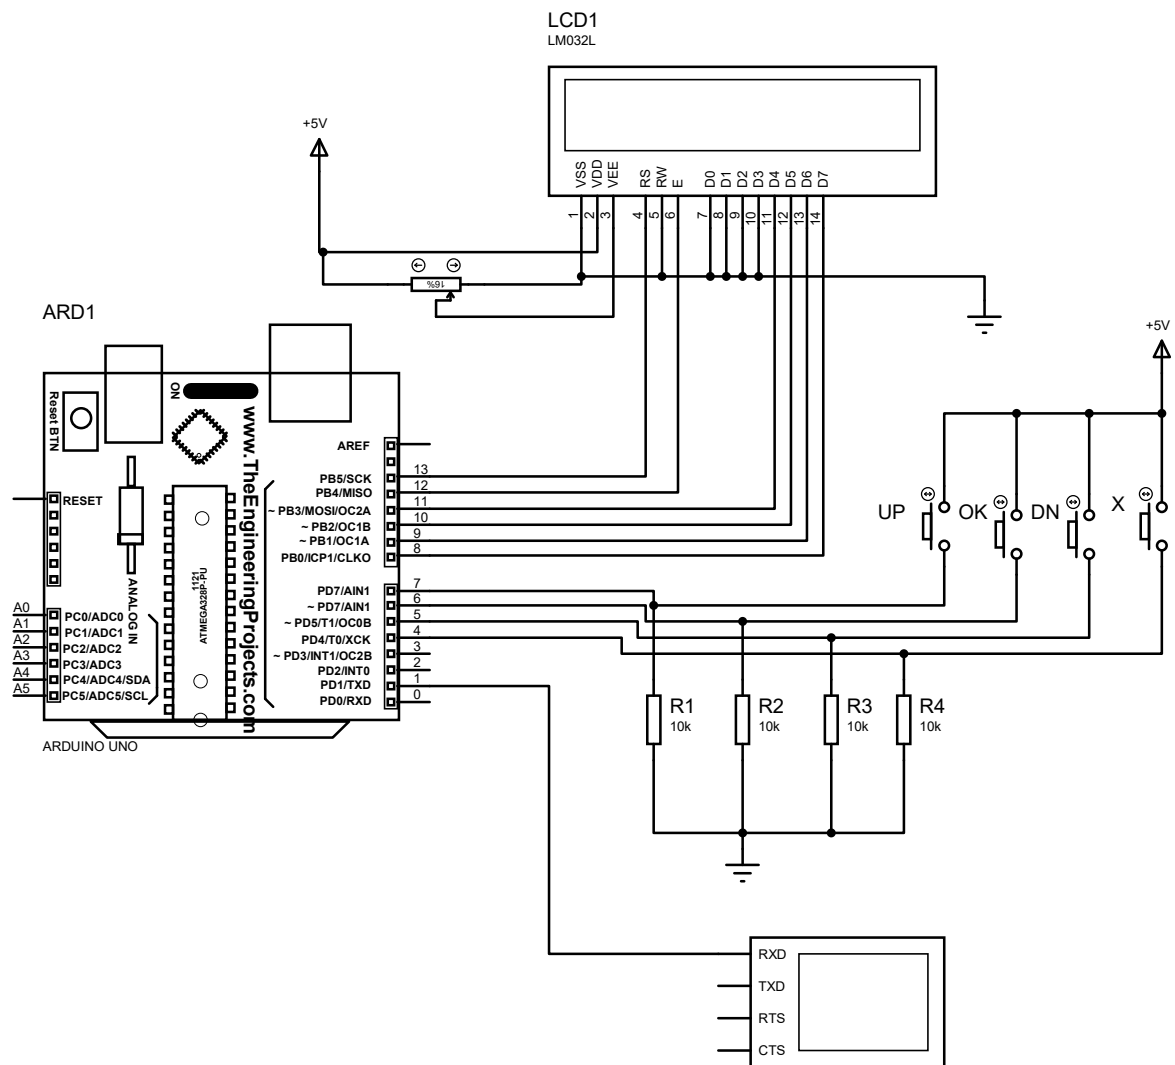 LCD1
LM032L
+5V
VSS
VDD
VEE
RS
RW
E
D0
D1
D2
D3
D4
D5
D6
D7
1
2
3
4
5
6
7
8
9
10
11
12
13
14
16%
ARD1
+5V
Reset BTN
ON
www.TheEngineeringProjects.com
AREF
PB5/SCK 13
PB4/MISO 12
~ PB3/MOSI/OC2A 11
~ PB2/OC1B 10
~ PB1/OC1A 9
PB0/ICP1/CLKO 8
RESET
ANALOG IN
1121
ATMEGA328P-PU
UP
OK
DN
X
PD7/AIN1 7
~ PD7/AIN1 6
~ PD5/T1/OC0B 5
PD4/T0/XCK 4
~ PD3/INT1/OC2B 3
PD2/INT0 2
PD1/TXD 1
PD0/RXD 0
A0 PC0/ADC0
A1 PC1/ADC1
A2 PC2/ADC2
A3 PC3/ADC3
A4 PC4/ADC4/SDA
A5 PC5/ADC5/SCL
ARDUINO UNO
R1
10k
R2
10k
R3
10k
R4
10k
RXD
TXD
RTS
CTS